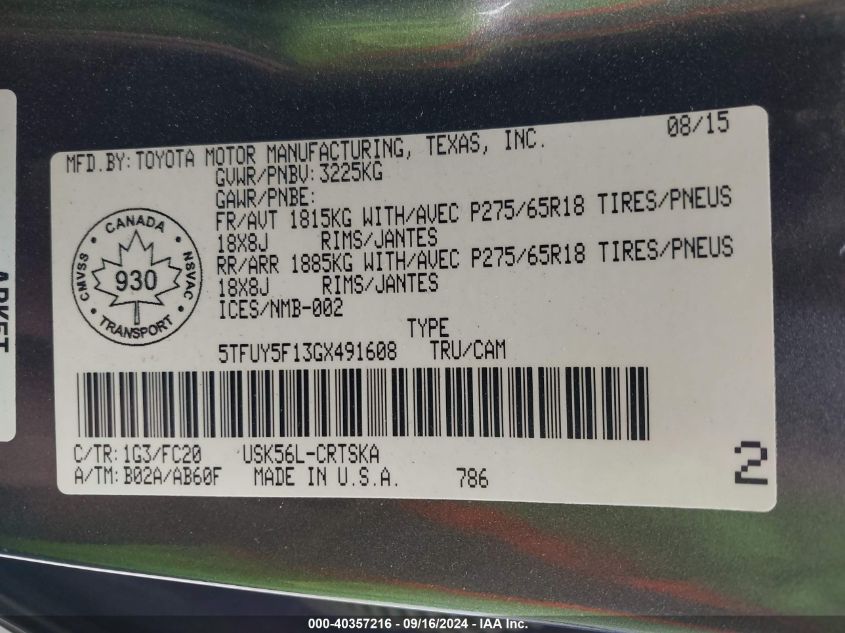 MFD.BY: TOYOTA MOTOR MANUFACTURING, TEXAS, INC. 08/15
GVWR/PNBV: 3225KG
GAWR/PNBE:
FR/AVT 1815KG WITH/AVEC P275/65R18 TIRES/PNEUS
18X8J RIMS/JANTES
RR/ARR 1885KG WITH/AVEC P275/65R18 TIRES/PNEUS
18X8J RIMS/JANTES
ICES/NMB-002
CANADA
CMVSS 930 NSVAC
TRANSPORT
TYPE
5TFUY5F13GX491608 TRU/CAM
C/TR: 1G3/FC20 USK56L-CRTSKA
A/TM: B02A/AB60F MADE IN U.S.A. 786
2
000-40357216 - 09/16/2024 - IAA Inc.